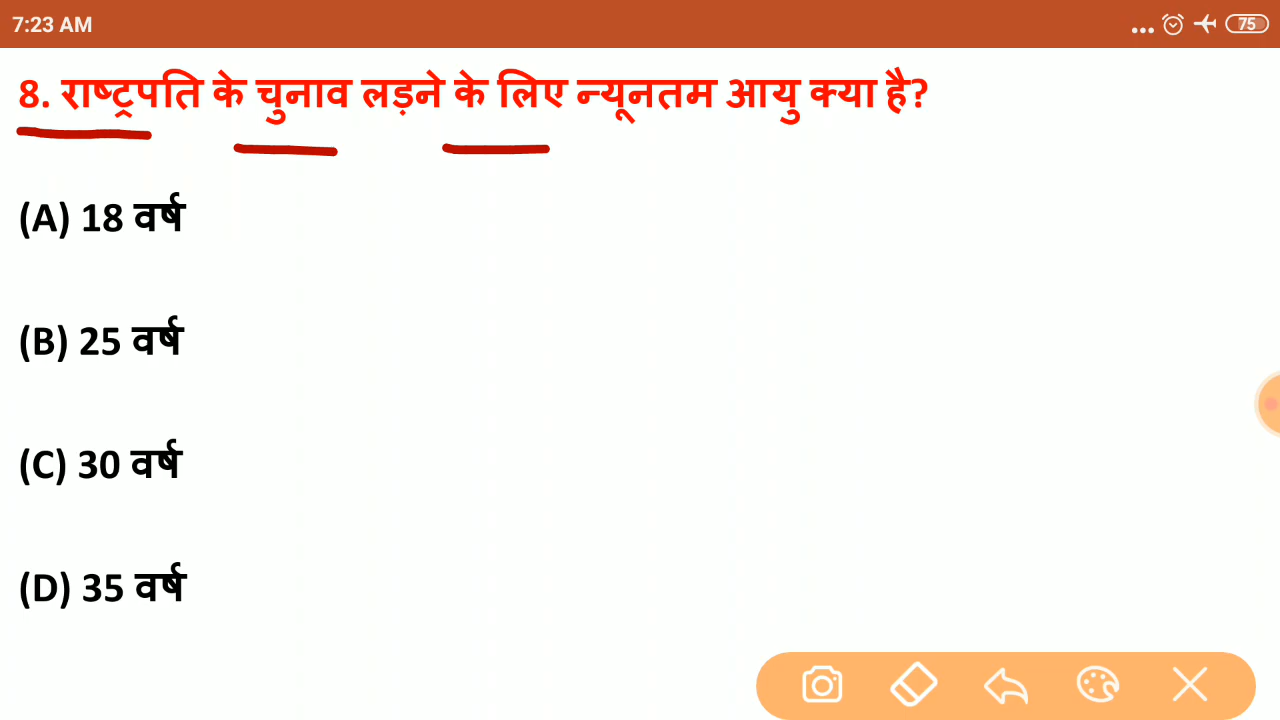 7:23 AM
75
8. राष्ट्रपति के चुनाव लड़ने के लिए न्यूनतम आयु क्या है?
(A) 18 वर्ष
(B) 25 वर्ष
(C) 30 वर्ष
(D) 35 वर्ष